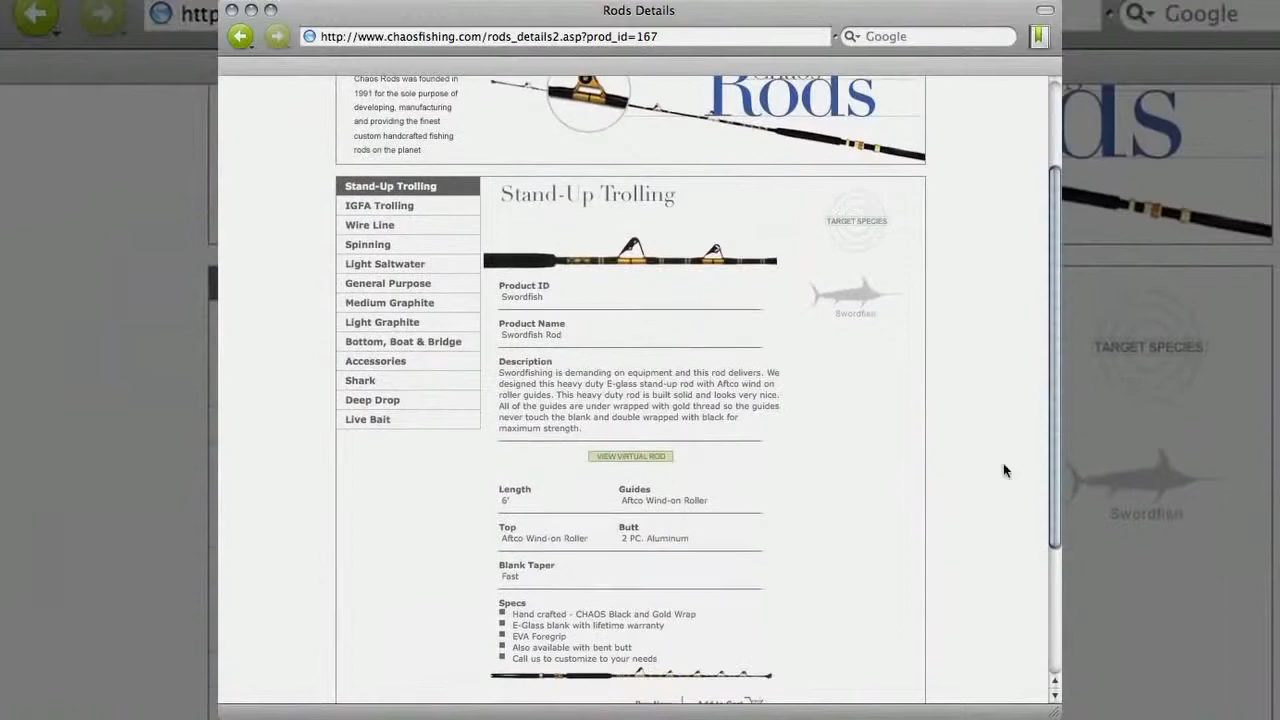 Rods Details
http://www.chaosfishing.com/rods_details2.asp?prod_id=167
Google
http
Google
Chaos Rods was founded in
1991 for the sole purpose of
developing, manufacturing
and providing the finest
custom handcrafted fishing
rods on the planet
Rods
ds
Stand-Up Trolling
IGFA Trolling
Wire Line
Spinning
Light Saltwater
General Purpose
Medium Graphite
Light Graphite
Bottom, Boat & Bridge
Accessories
Shark
Deep Drop
Live Bait
Stand-Up Trolling
TARGET SPECIES
Swordfish
Product ID
Swordfish
Product Name
Swordfish Rod
Description
Swordfishing is demanding on equipment and this rod delivers. We
designed this heavy duty E-glass stand-up rod with Aftco wind on
roller guides. This heavy duty rod is built solid and looks very nice.
All of the guides are under wrapped with gold thread so the guides
never touch the blank and double wrapped with black for
maximum strength.
VIEW VIRTUAL ROD
Length
6'
Guides
Aftco Wind-on Roller
Top
Aftco Wind-on Roller
Butt
2 PC. Aluminum
Blank Taper
Fast
Specs
Hand crafted - CHAOS Black and Gold Wrap
E-Glass blank with lifetime warranty
EVA Foregrip
Also available with bent butt
Call us to customize to your needs
TARGET SPECIES
Swordfish